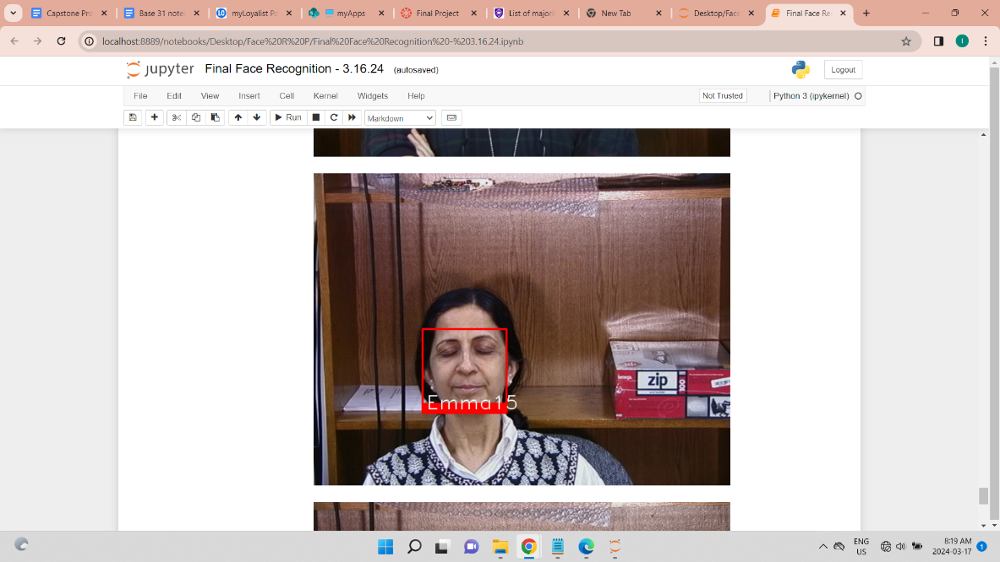 Capstone Pro
Base 31 note
myLoyalist Po
myApps
Final Project
List of majori
New Tab
Desktop/Face
Final Face Re
localhost:8889/notebooks/Desktop/Face%20R%20P/Final%20Face%20Recognition%20-%203.16.24.ipynb
jupyter Final Face Recognition - 3.16.24 (autosaved)
Logout
File Edit View Insert Cell Kernel Widgets Help
Not Trusted
Python 3 (ipykernel)
Run
Markdown
zip
100
Emma15
ENG
US
8:19 AM
2024-03-17
1